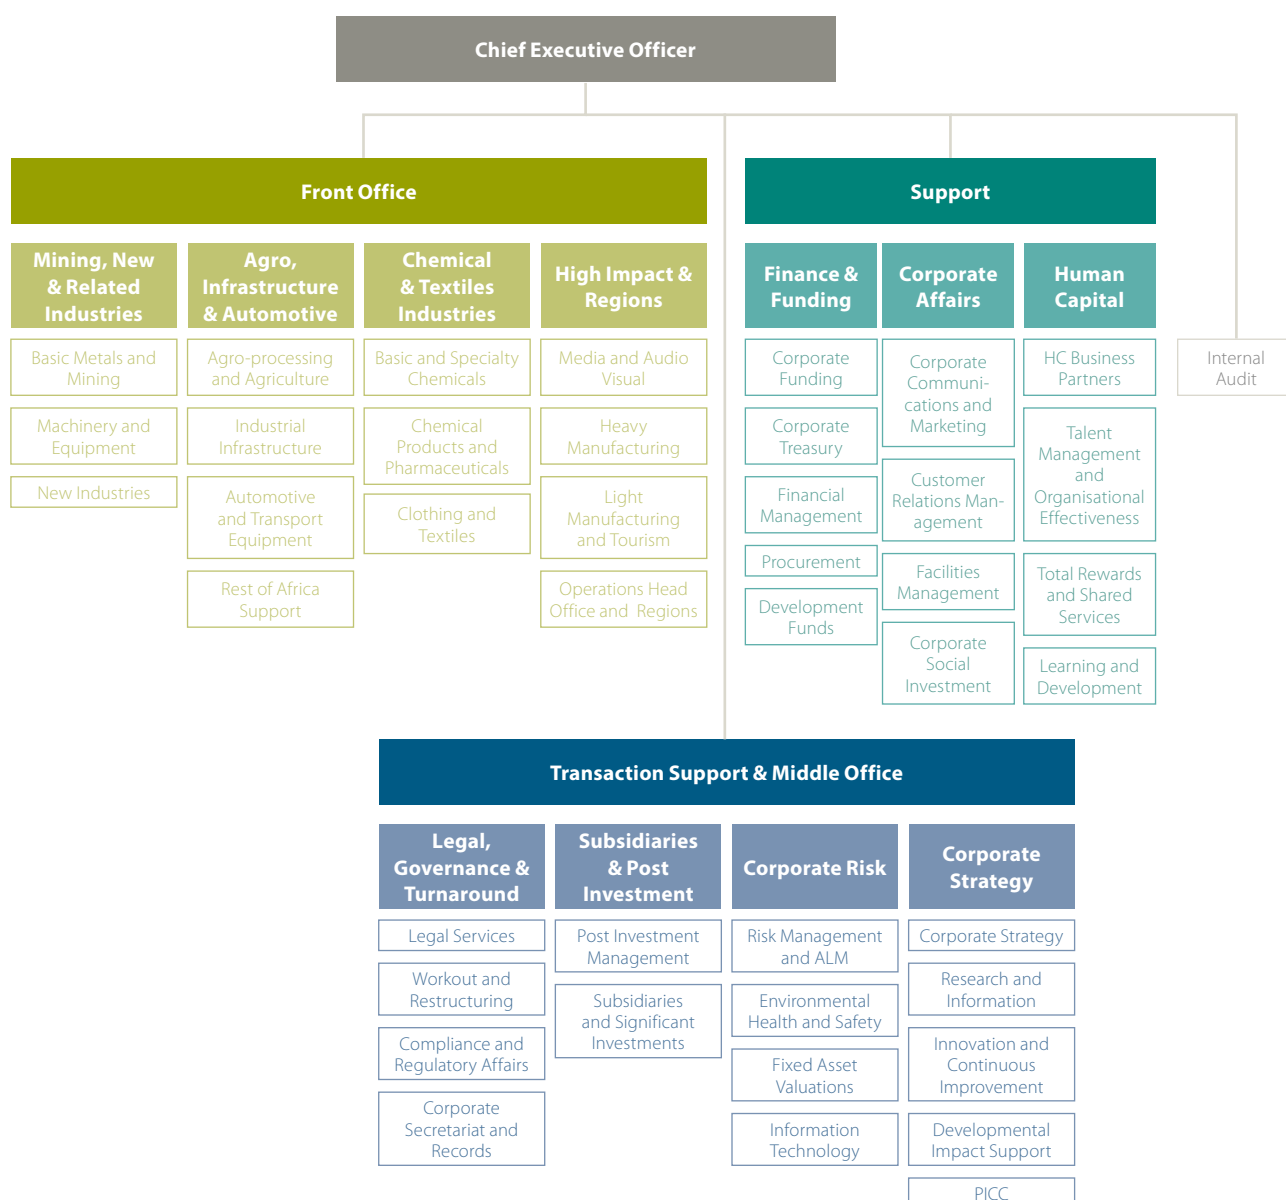 Chief Executive Officer
Front Office
Mining, New
& Related
Industries
Basic Metals and
Mining
Machinery and
Equipment
New Industries
Agro,
Infrastructure
& Automotive
Agro-processing
and Agriculture
Industrial
Infrastructure
Automotive
and Transport
Equipment
Rest of Africa
Support
Chemical
& Textiles
Industries
Basic and Specialty
Chemicals
Chemical
Products and
Pharmaceuticals
Clothing and
Textiles
High Impact &
Regions
Media and Audio
Visual
Heavy
Manufacturing
Light
Manufacturing
and Tourism
Operations Head
Office and Regions
Support
Finance &
Funding
Corporate
Funding
Corporate
Treasury
Financial
Management
Procurement
Development
Funds
Corporate
Affairs
Corporate
Communi-
cations and
Marketing
Customer
Relations Man-
agement
Facilities
Management
Corporate
Social
Investment
Human
Capital
HC Business
Partners
Talent
Management
and
Organisational
Effectiveness
Total Rewards
and Shared
Services
Learning and
Development
Internal
Audit
Transaction Support & Middle Office
Legal,
Governance &
Turnaround
Legal Services
Workout and
Restructuring
Compliance and
Regulatory Affairs
Corporate
Secretariat and
Records
Subsidiaries
& Post
Investment
Post Investment
Management
Subsidiaries
and Significant
Investments
Corporate Risk
Risk Management
and ALM
Environmental
Health and Safety
Fixed Asset
Valuations
Information
Technology
Corporate
Strategy
Corporate Strategy
Research and
Information
Innovation and
Continuous
Improvement
Developmental
Impact Support
PICC